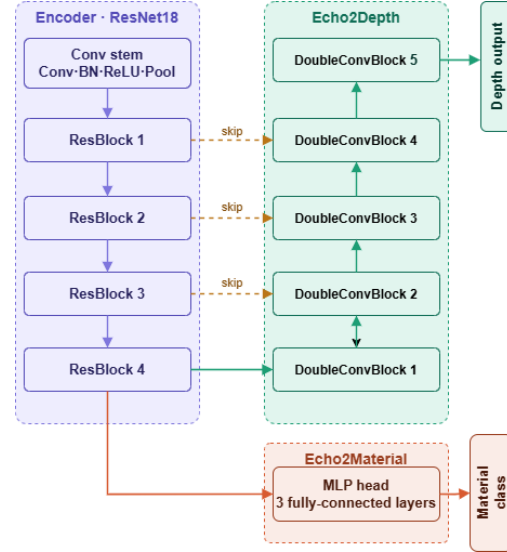 Encoder · ResNet18
Conv stem
Conv·BN·ReLU·Pool
ResBlock 1
ResBlock 2
ResBlock 3
ResBlock 4
skip
skip
skip
Echo2Depth
DoubleConvBlock 5
DoubleConvBlock 4
DoubleConvBlock 3
DoubleConvBlock 2
DoubleConvBlock 1
Depth output
Echo2Material
MLP head
3 fully-connected layers
Material
class